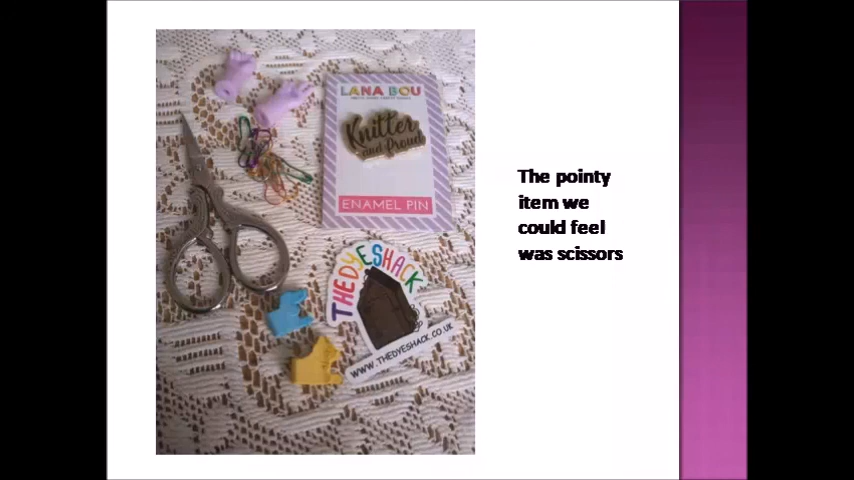 LANA BOU
Knitter
and Proud
ENAMEL PIN
THEDYESHACK
WWW.THEDYESHACK.CO.UK
The pointy
item we
could feel
was scissors